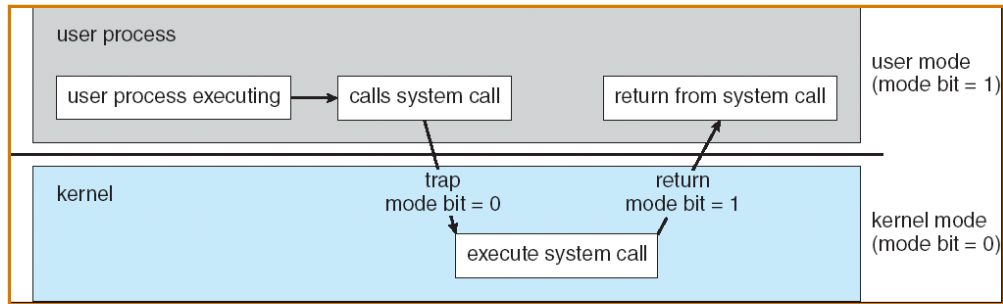 user process
user process executing
calls system call
return from system call
user mode
(mode bit = 1)
kernel
trap
mode bit = 0
return
mode bit = 1
execute system call
kernel mode
(mode bit = 0)